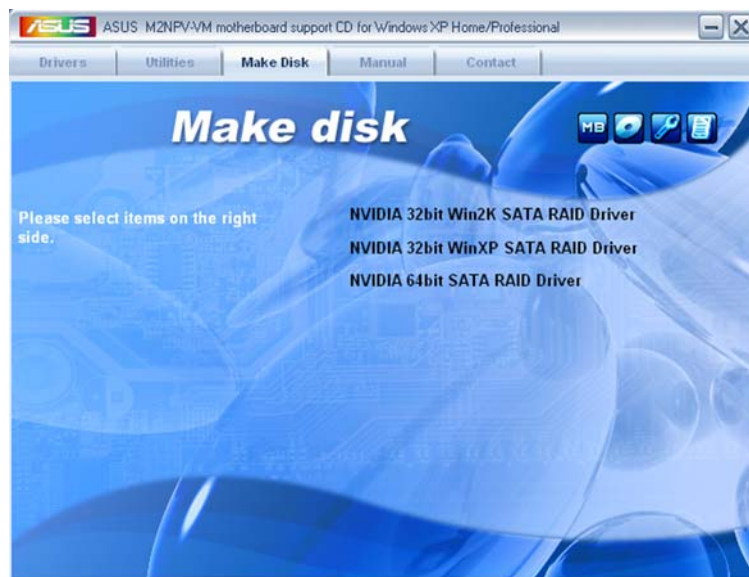 ASUS ASUS M2NPV-VM motherboard support CD for Windows XP Home/Professional
Drivers Utilities Make Disk Manual Contact
Make disk
MB
Please select items on the right
side.
NVIDIA 32bit Win2K SATA RAID Driver
NVIDIA 32bit WinXP SATA RAID Driver
NVIDIA 64bit SATA RAID Driver